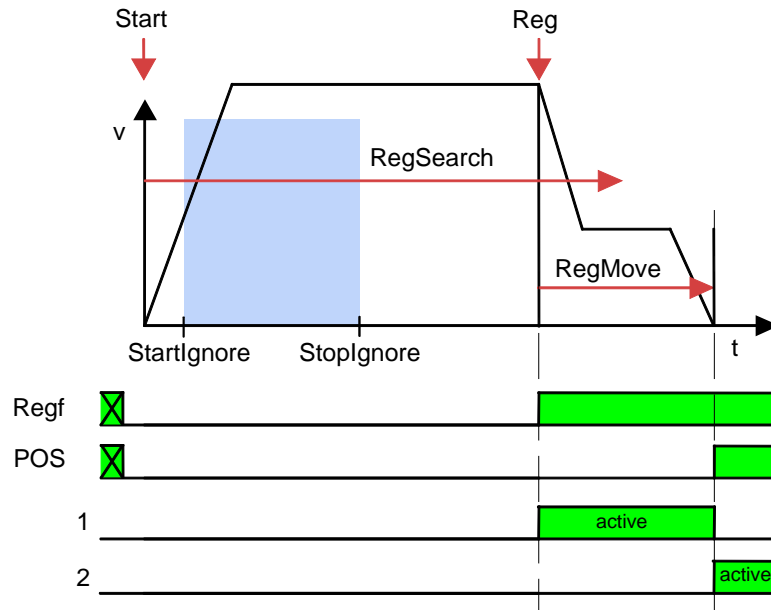 Start
Reg
v
RegSearch
RegMove
StartIgnore
StopIgnore
t
Regf
POS
1
active
2
active